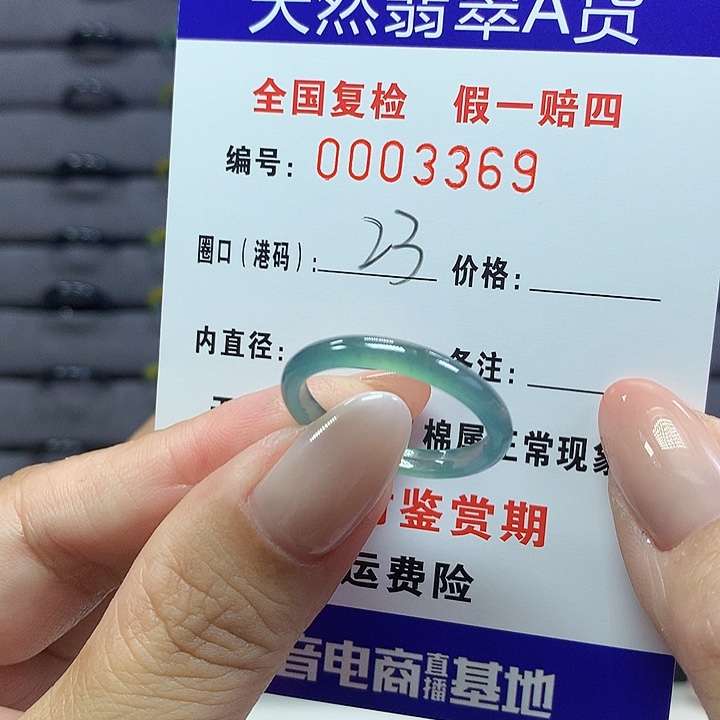 天然翡翠A货
全国复检 假一赔四
编号: 0003369
圈口(港码): 23 价格:
内直径: 备注:
棉属正常现象
鉴赏期
运费险
音电商直播基地